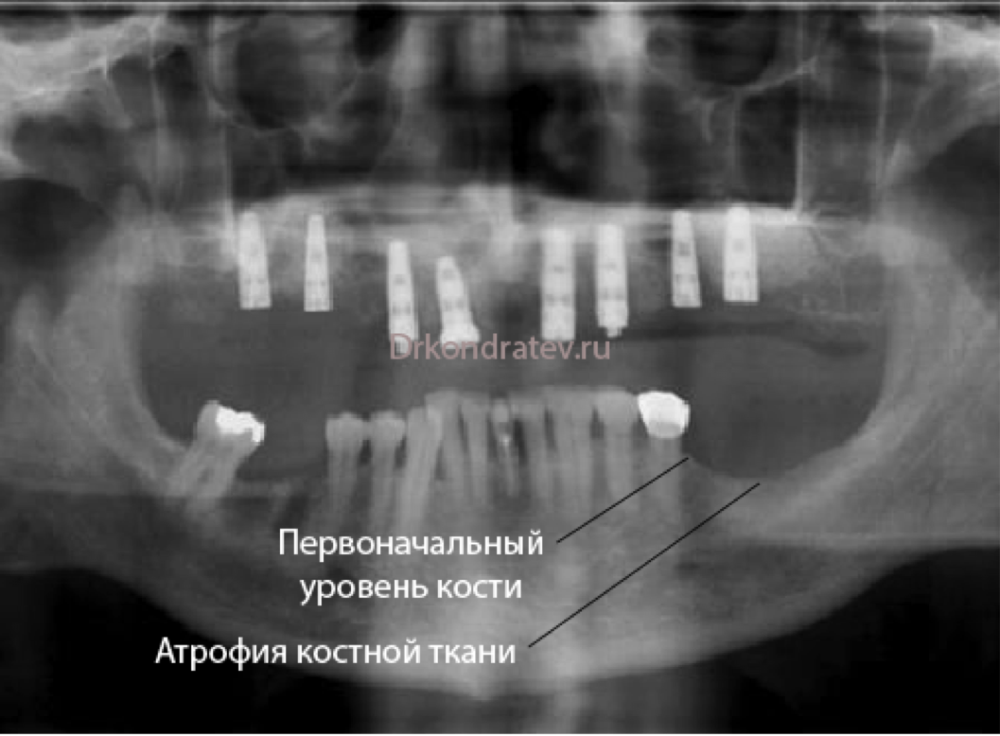 Drkondratev.ru
Первоначальный
уровень кости
Атрофия костной ткани